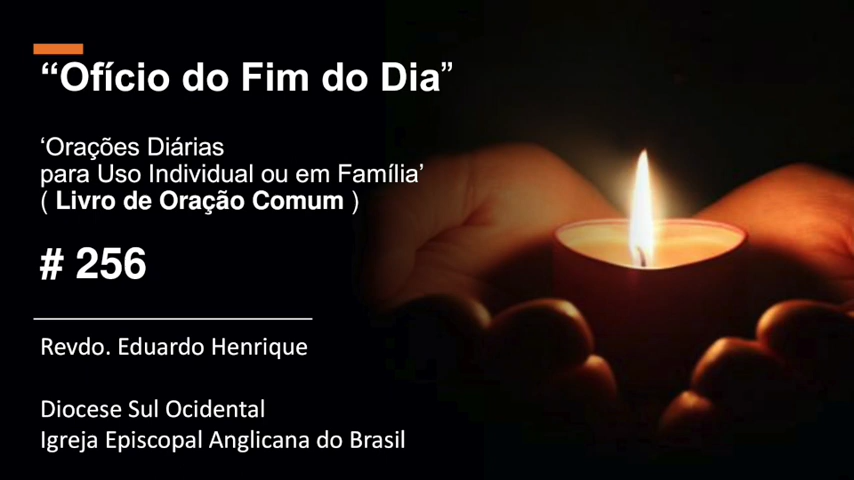 “Ofício do Fim do Dia”
‘Orações Diárias
para Uso Individual ou em Família’
( Livro de Oração Comum )
# 256
Revdo. Eduardo Henrique
Diocese Sul Ocidental
Igreja Episcopal Anglicana do Brasil